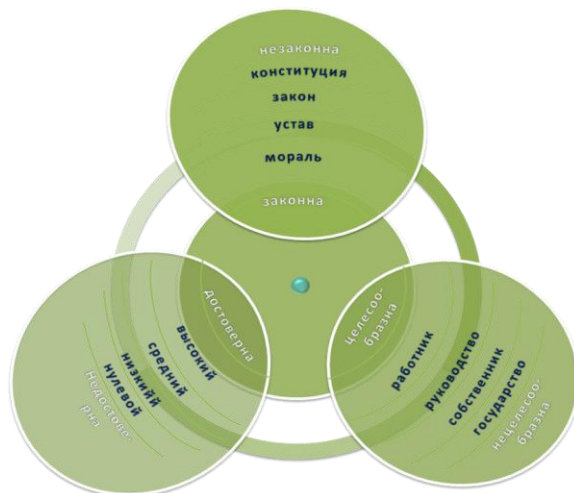 незаконна
конституция
закон
устав
мораль
законна
достоверна
высокий
средний
низкийй
нулевой
Недостове-
рна
целесоо-
бразна
работник
руководство
собственник
государство
нецелесоо-
бразна